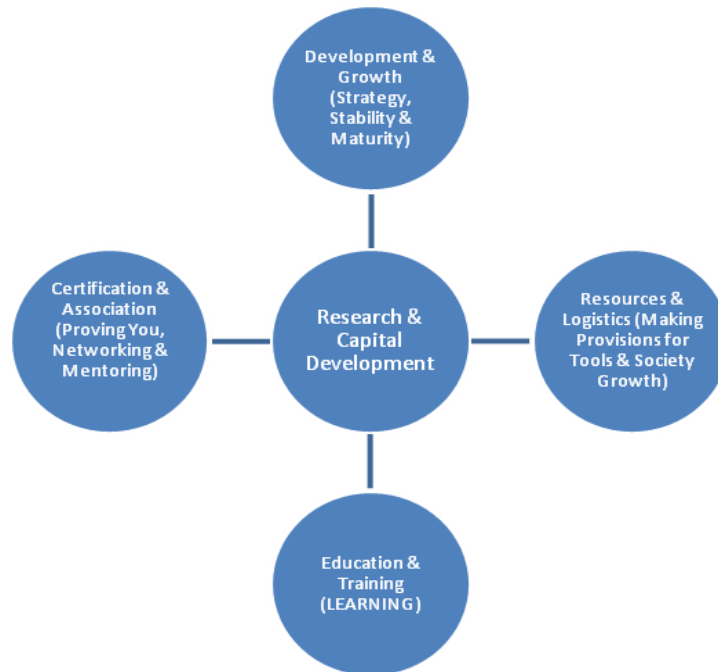 Development &
Growth
(Strategy,
Stability &
Maturity)
Certification &
Association
(Proving You,
Networking &
Mentoring)
Research &
Capital
Development
Resources &
Logistics (Making
Provisions for
Tools & Society
Growth)
Education &
Training
(LEARNING)